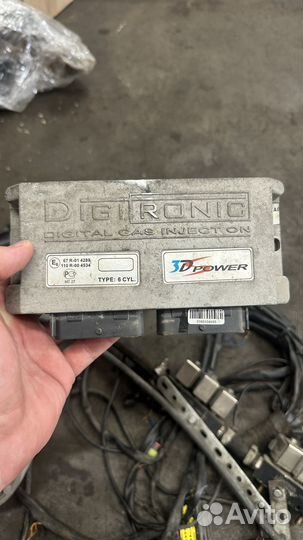 DIGITRONIC
DIGITAL GAS INJECTION
67 R-01 4289
110 R-00 4534
TYPE: 6 CYL.
3D POWER
Avito